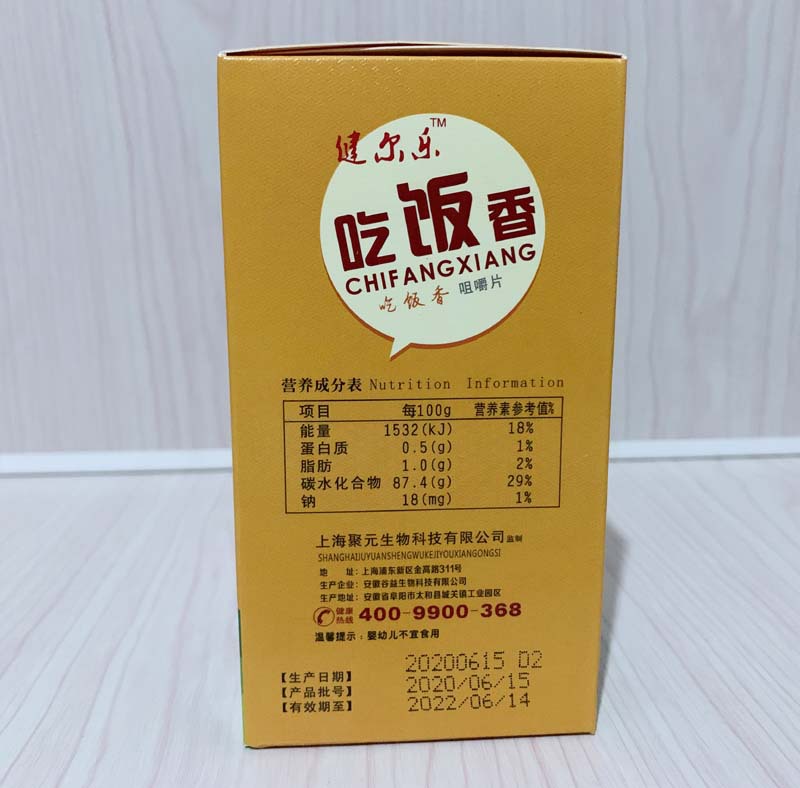 健尔乐™
吃饭香
CHIFANGXIANG
吃饭香 咀嚼片
营养成分表 Nutrition Information
项目 每100g 营养素参考值%
能量 1532(kJ) 18%
蛋白质 0.5(g) 1%
脂肪 1.0(g) 2%
碳水化合物 87.4(g) 29%
钠 18(mg) 1%
上海聚元生物科技有限公司 监制
SHANGHAIJUYUANSHENGWUKEJIYOUXIANGONGSI
地 址:上海浦东新区金高路311号
生产企业:安徽谷益生物科技有限公司
生产地址:安徽省阜阳市太和县城关镇工业园区
健康热线 400-9900-368
温馨提示:婴幼儿不宜食用
20200615 02
【生产日期】 2020/06/15
【产品批号】 2022/06/14
【有效期至】